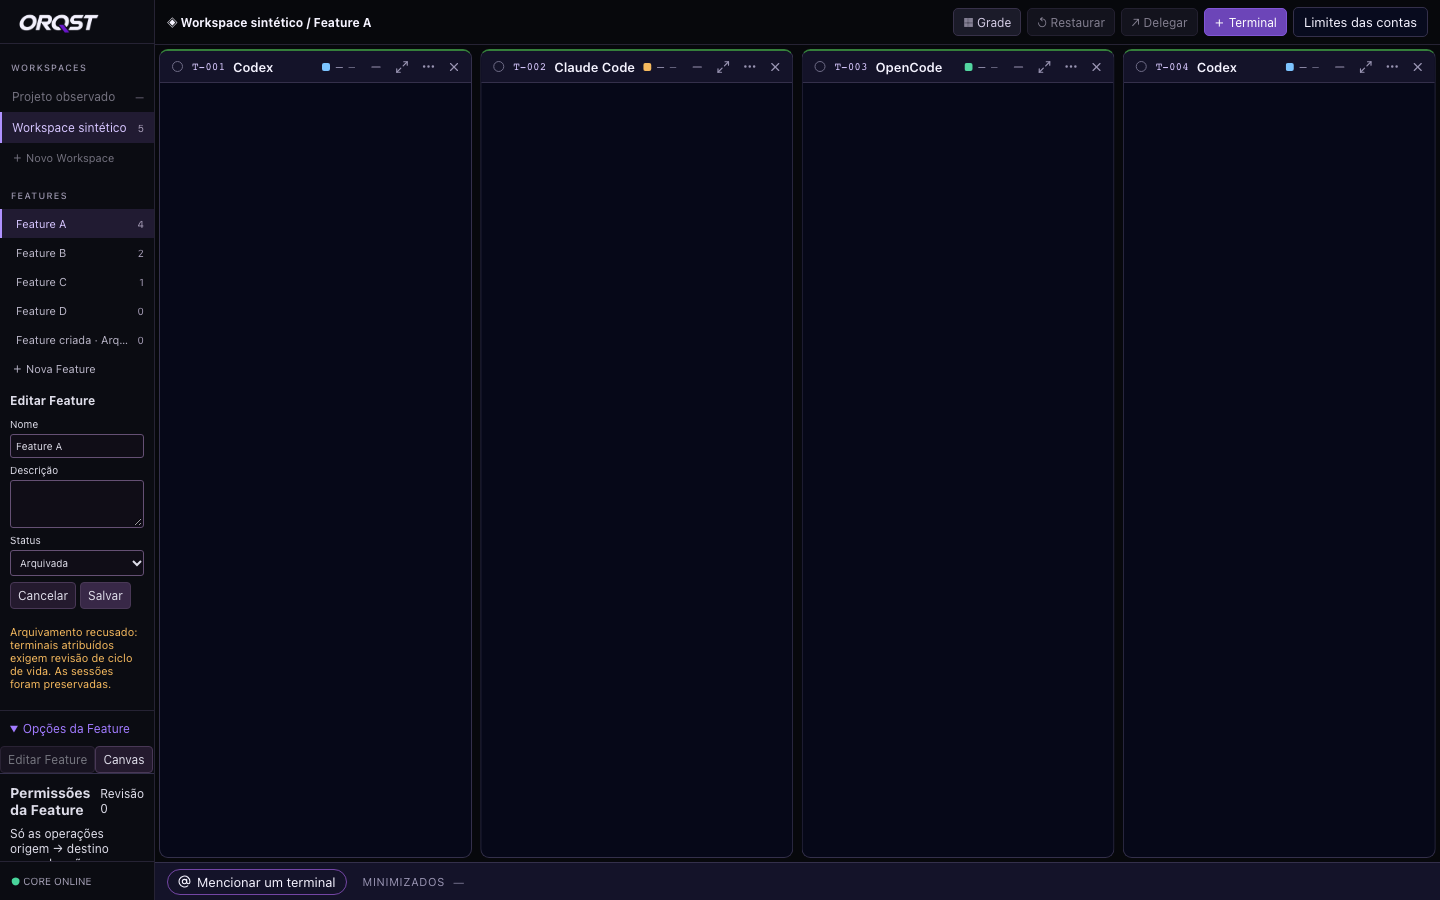 ORQST
◈ Workspace sintético / Feature A
▦ Grade
↺ Restaurar
↗ Delegar
+ Terminal
Limites das contas
WORKSPACES
Projeto observado —
Workspace sintético 5
+ Novo Workspace
FEATURES
Feature A 4
Feature B 2
Feature C 1
Feature D 0
Feature criada · Arq... 0
+ Nova Feature
Editar Feature
Nome
Feature A
Descrição
Status
Arquivada
Cancelar Salvar
Arquivamento recusado:
terminais atribuídos
exigem revisão de ciclo
de vida. As sessões
foram preservadas.
▼ Opções da Feature
Editar Feature Canvas
Permissões
da Feature
Revisão
0
Só as operações
origem → destino
CORE ONLINE
T-001 Codex — —
T-002 Claude Code — —
T-003 OpenCode — —
T-004 Codex — —
@ Mencionar um terminal
MINIMIZADOS —